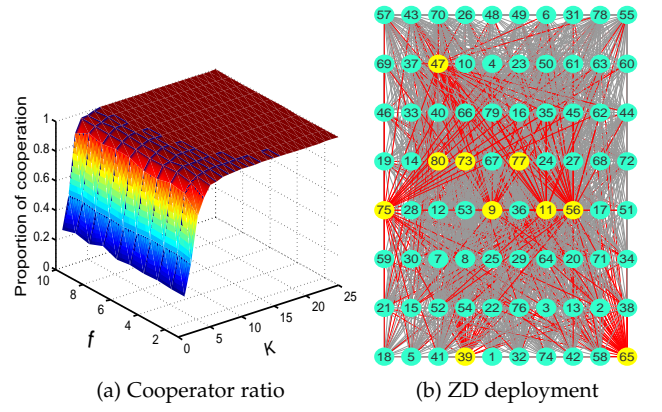 Proportion of cooperation
1
0.8
0.6
0.4
0.2
0
10
8
6
4
2
f
0
5
10
15
20
25
K
(a) Cooperator ratio
57 43 70 26 48 49 6 31 78 55
69 37 47 10 4 23 50 61 63 60
46 33 40 66 79 16 35 45 62 44
19 14 80 73 67 77 24 27 68 72
75 28 12 53 9 36 11 56 17 51
59 30 7 8 25 29 64 20 71 34
21 15 52 54 22 76 3 13 2 38
18 5 41 39 1 32 74 42 58 65
(b) ZD deployment